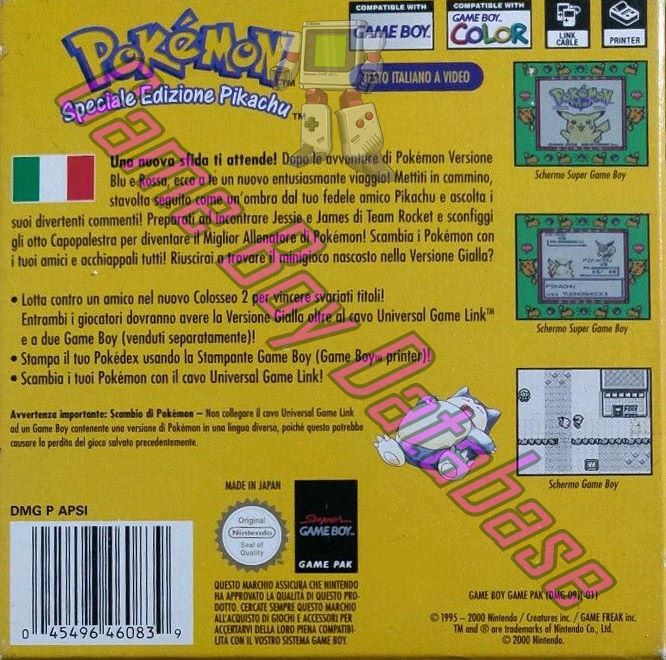 COMPATIBLE WITH
GAME BOY™
COMPATIBLE WITH
GAME BOY™
COLOR
LINK
CABLE
PRINTER
POKéMON™
Speciale Edizione Pikachu™
TESTO ITALIANO A VIDEO
Schermo Super Game Boy
Una nuova sfida ti attende! Dopo le avventure di Pokémon Versione
Blu e Rossa, ecco a te un nuovo entusiasmante viaggio! Mettiti in cammino,
stavolta seguito come un'ombra dal tuo fedele amico Pikachu e ascolta i
suoi divertenti commenti! Preparati ad incontrare Jessie e James di Team Rocket e sconfiggi
gli otto Capopalestra per diventare il Miglior Allenatore di Pokémon! Scambia i Pokémon con
i tuoi amici e acchiappali tutti! Riuscirai a trovare il minigioco nascosto nella Versione Gialla?
PIKACHU
Schermo Super Game Boy
• Lotta contro un amico nel nuovo Colosseo 2 per vincere svariati titoli!
Entrambi i giocatori dovranno avere la Versione Gialla oltre al cavo Universal Game Link™
e a due Game Boy (venduti separatamente)!
• Stampa il tuo Pokédex usando la Stampante Game Boy (Game Boy™ printer)!
• Scambia i tuoi Pokémon con il cavo Universal Game Link!
Avvertenza importante: Scambio di Pokémon – Non collegare il cavo Universal Game Link
ad un Game Boy contenente una versione di Pokémon in una lingua diversa, poiché questo potrebbe
causare la perdita del gioco salvato precedentemente.
Schermo Game Boy
DMG P APSI
MADE IN JAPAN
Original
Nintendo
Seal of
Quality
Super
GAME BOY™
GAME PAK
QUESTO MARCHIO ASSICURA CHE NINTENDO
HA APPROVATO LA QUALITÀ DI QUESTO PRO-
DOTTO. CERCATE SEMPRE QUESTO MARCHIO
ALL'ACQUISTO DI GIOCHI E ACCESSORI PER
ACCERTARVI DELLA LORO PIENA COMPATIBI-
LITÀ CON IL VOSTRO SISTEMA GAME BOY.
GAME BOY GAME PAK (DMG-09)(-01)
© 1995 – 2000 Nintendo / Creatures inc. / GAME FREAK inc.
TM and ® are trademarks of Nintendo Co., Ltd.
© 2000 Nintendo
0 45496 46083 9
Game Boy Database